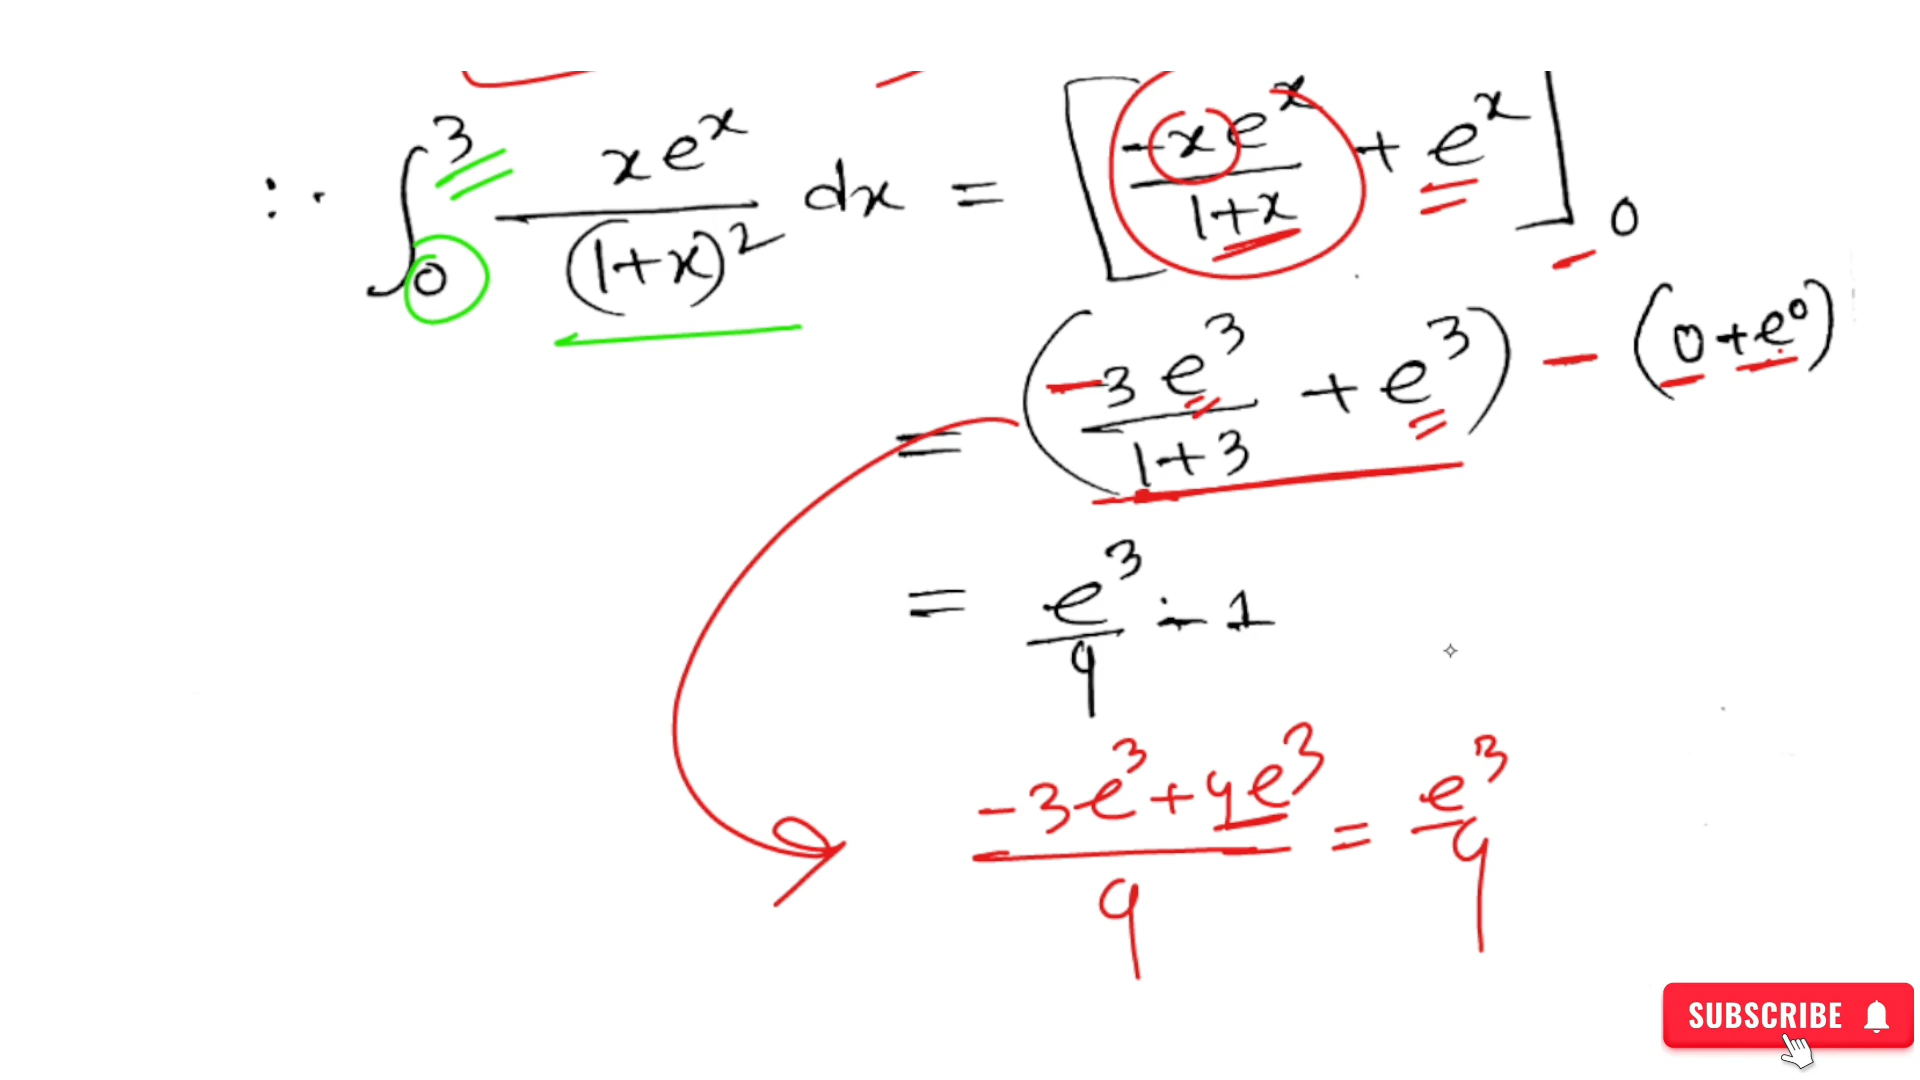 ∴ ∫₀³ xeˣ/(1+x)² dx = [-xeˣ/(1+x) + eˣ]₀
= (-3e³/(1+3) + e³) - (0+e⁰)
= e³/4 - 1
(-3e³+4e³)/4 = e³/4
SUBSCRIBE